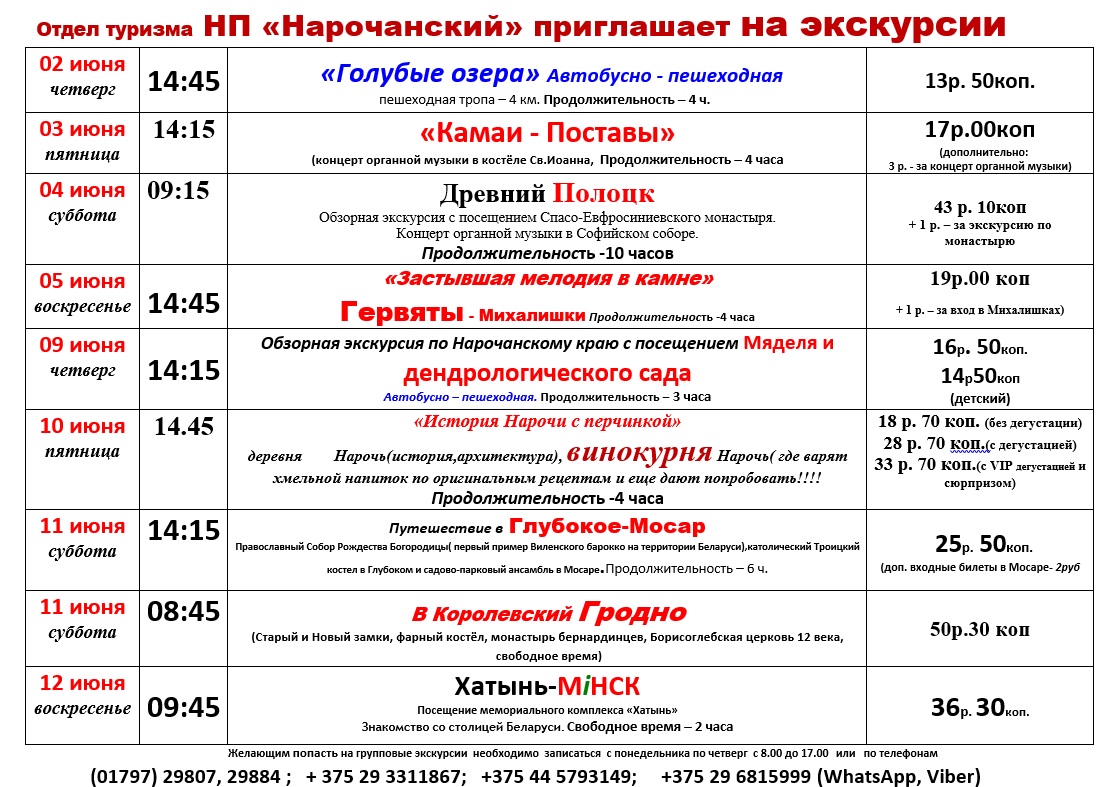 Отдел туризма НП «Нарочанский» приглашает на экскурсии
02 июня
четверг
14:45
«Голубые озера» Автобусно - пешеходная
пешеходная тропа – 4 км. Продолжительность – 4 ч.
13р. 50коп.
03 июня
пятница
14:15
«Камаи - Поставы»
(концерт органной музыки в костёле Св.Иоанна, Продолжительность – 4 часа
17р.00коп
(дополнительно:
3 р. - за концерт органной музыки)
04 июня
суббота
09:15
Древний Полоцк
Обзорная экскурсия с посещением Спасо-Евфросиниевского монастыря.
Концерт органной музыки в Софийском соборе.
Продолжительность -10 часов
43 р. 10коп
+ 1 р. – за экскурсию по
монастырю
05 июня
воскресенье
14:45
«Застывшая мелодия в камне»
Гервяты - Михалишки Продолжительность -4 часа
19р.00 коп
+ 1 р. – за вход в Михалишках)
09 июня
четверг
14:15
Обзорная экскурсия по Нарочанскому краю с посещением Мяделя и
дендрологического сада
Автобусно – пешеходная. Продолжительность – 3 часа
16р. 50коп.
14р50коп
(детский)
10 июня
пятница
14.45
«История Нарочи с перчинкой»
деревня Нарочь(история,архитектура), винокурня Нарочь( где варят
хмельной напиток по оригинальным рецептам и еще дают попробовать!!!!
Продолжительность -4 часа
18 р. 70 коп. (без дегустации)
28 р. 70 коп.(с дегустацией)
33 р. 70 коп.(с VIP дегустацией и
сюрпризом)
11 июня
суббота
14:15
Путешествие в Глубокое-Мосар
Православный Собор Рождества Богородицы( первый пример Виленского барокко на территории Беларуси),католический Троицкий
костел в Глубоком и садово-парковый ансамбль в Мосаре.Продолжительность – 6 ч.
25р. 50коп.
(доп. входные билеты в Мосаре- 2руб
11 июня
суббота
08:45
В Королевский Гродно
(Старый и Новый замки, фарный костёл, монастырь бернардинцев, Борисоглебская церковь 12 века,
свободное время)
50р.30 коп
12 июня
воскресенье
09:45
Хатынь-МіНСК
Посещение мемориального комплекса «Хатынь»
Знакомство со столицей Беларуси. Свободное время – 2 часа
36р. 30коп.
Желающим попасть на групповые экскурсии необходимо записаться с понедельника по четверг с 8.00 до 17.00 или по телефонам
(01797) 29807, 29884 ; + 375 29 3311867; +375 44 5793149; +375 29 6815999 (WhatsApp, Viber)